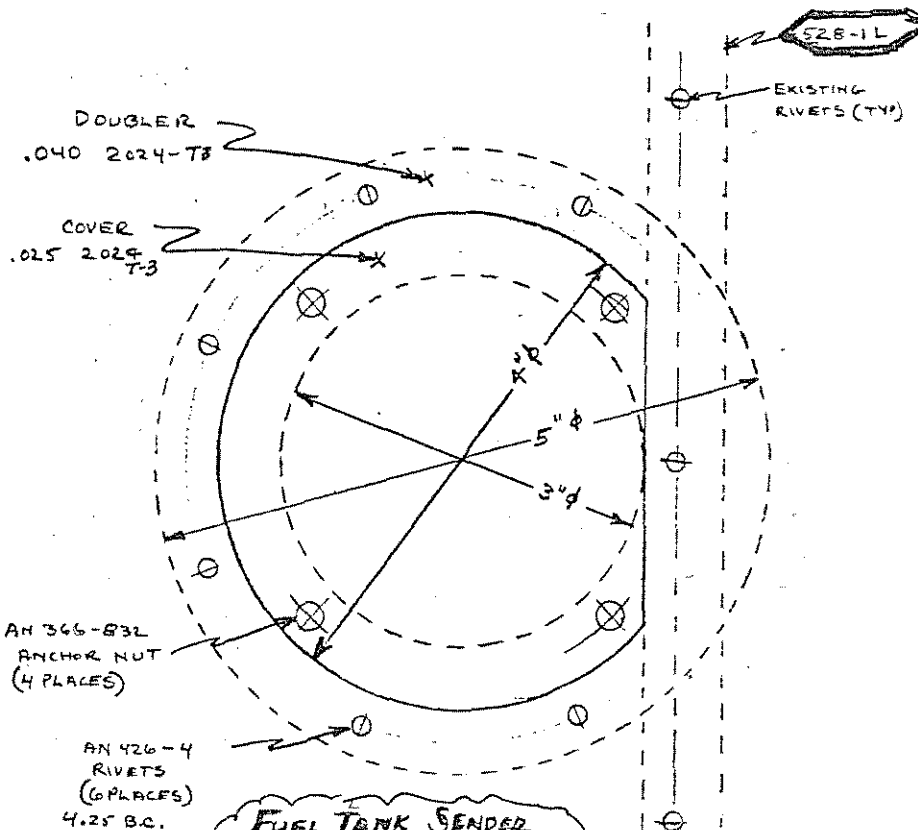 528-1L
EXISTING
RIVETS (TYP)
DOUBLER
.040 2024-T3
COVER
.025 2024
T-3
4"φ
5"φ
3"φ
AN 366-832
ANCHOR NUT
(4 PLACES)
AN 426-4
RIVETS
(6 PLACES)
4.25 B.C.
FUEL TANK SENDER